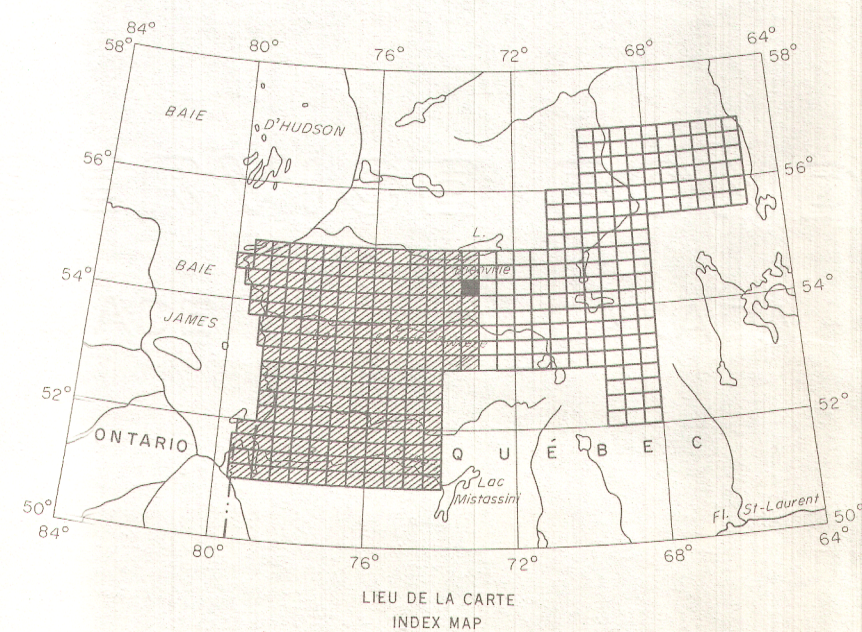 84°
58°
80°
76°
72°
68°
64°
58°
BAIE
D'HUDSON
56°
56°
L.
Bienville
BAIE
54°
54°
JAMES
52°
52°
ONTARIO
QUÉBEC
Lac
Mistassini
Fl. St-Laurent
50°
50°
84°
80°
76°
72°
68°
64°
LIEU DE LA CARTE
INDEX MAP